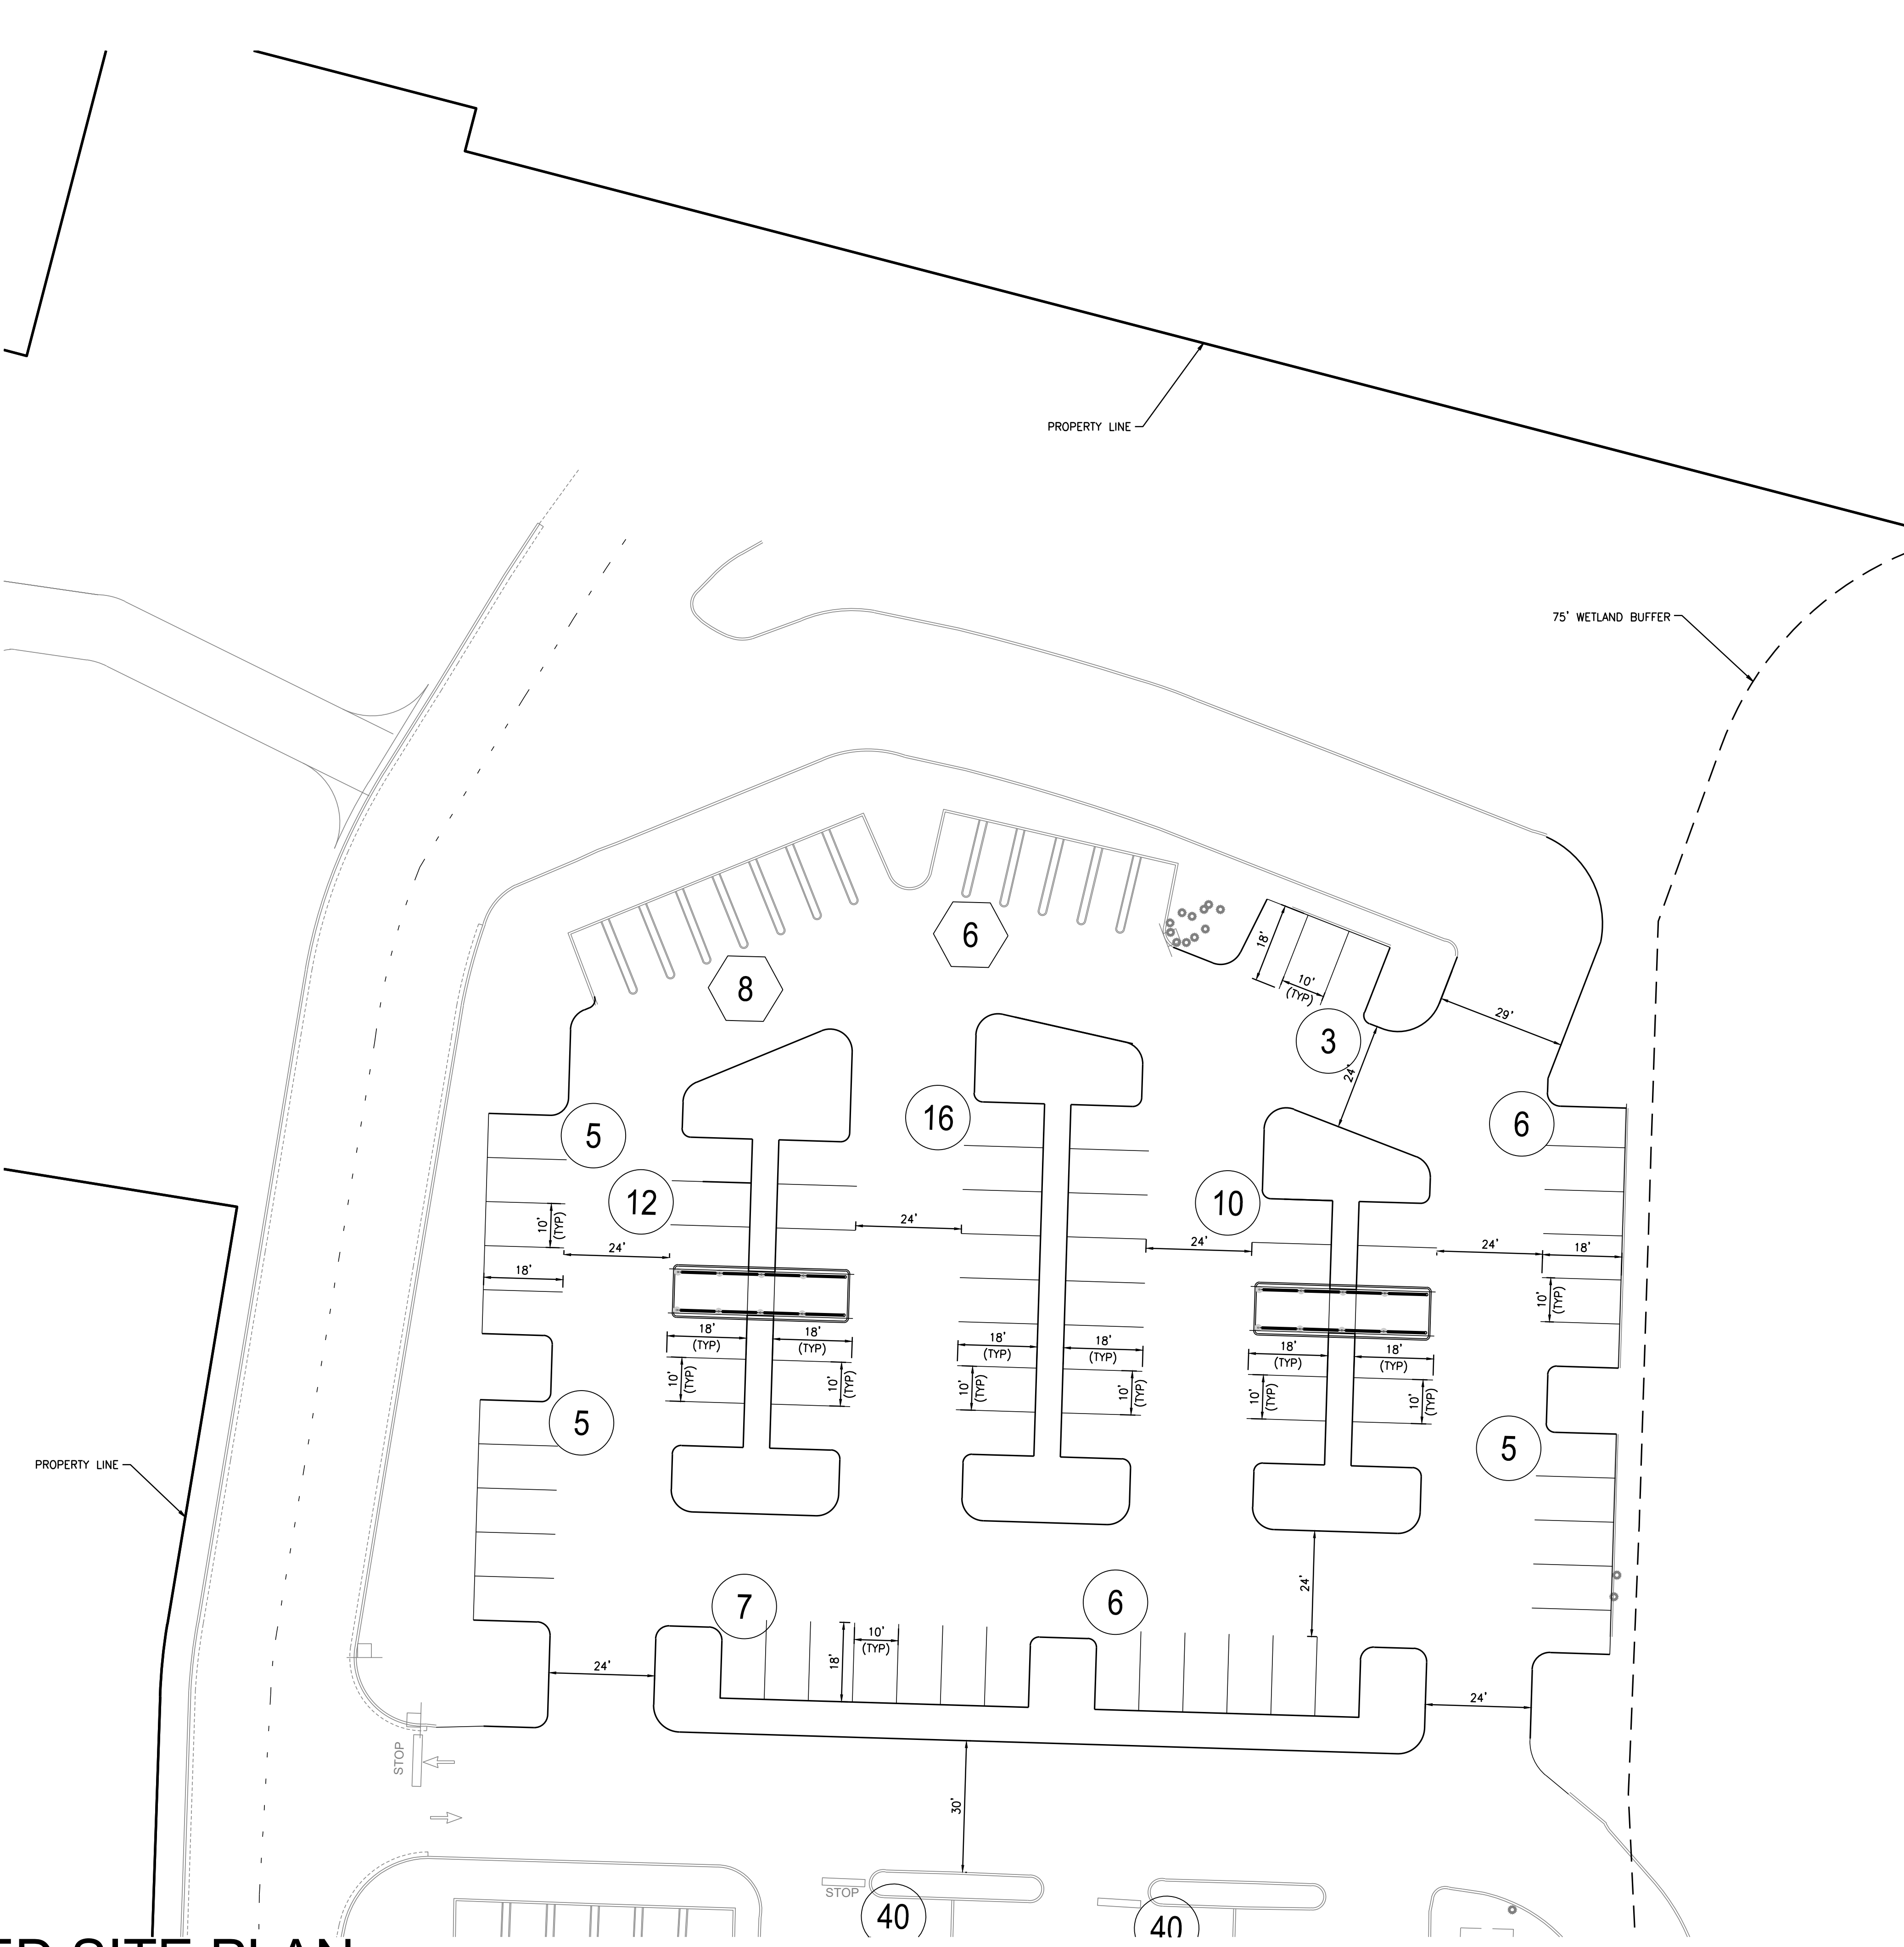 PROPERTY LINE
75' WETLAND BUFFER
6
8
18'
10'
(TYP)
3
29'
24'
5
16
6
12
10
10'
(TYP)
24'
24'
24'
24'
18'
18'
10'
(TYP)
18'
(TYP)
18'
(TYP)
18'
(TYP)
18'
(TYP)
18'
(TYP)
18'
(TYP)
10'
(TYP)
10'
(TYP)
10'
(TYP)
10'
(TYP)
10'
(TYP)
10'
(TYP)
5
5
PROPERTY LINE
7
6
24'
18'
10'
(TYP)
24'
24'
STOP
30'
STOP
40
40
ED SITE PLAN